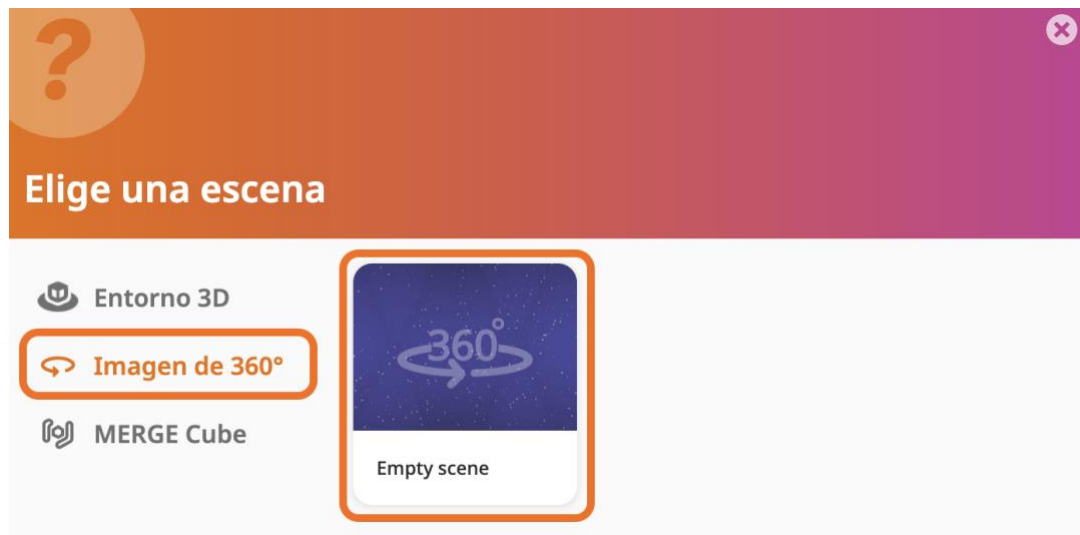 ?
Elige una escena
Entorno 3D
Imagen de 360°
MERGE Cube
360°
Empty scene